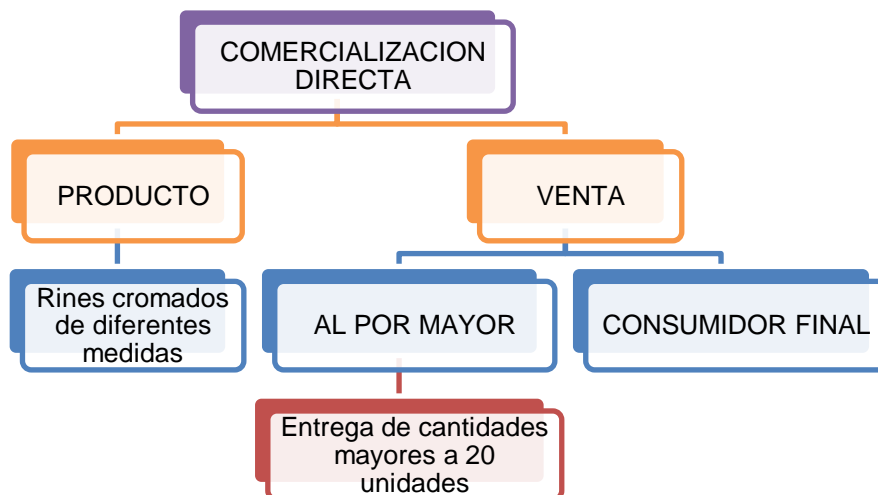 COMERCIALIZACION
DIRECTA
PRODUCTO
VENTA
Rines cromados
de diferentes
medidas
AL POR MAYOR
CONSUMIDOR FINAL
Entrega de cantidades
mayores a 20
unidades